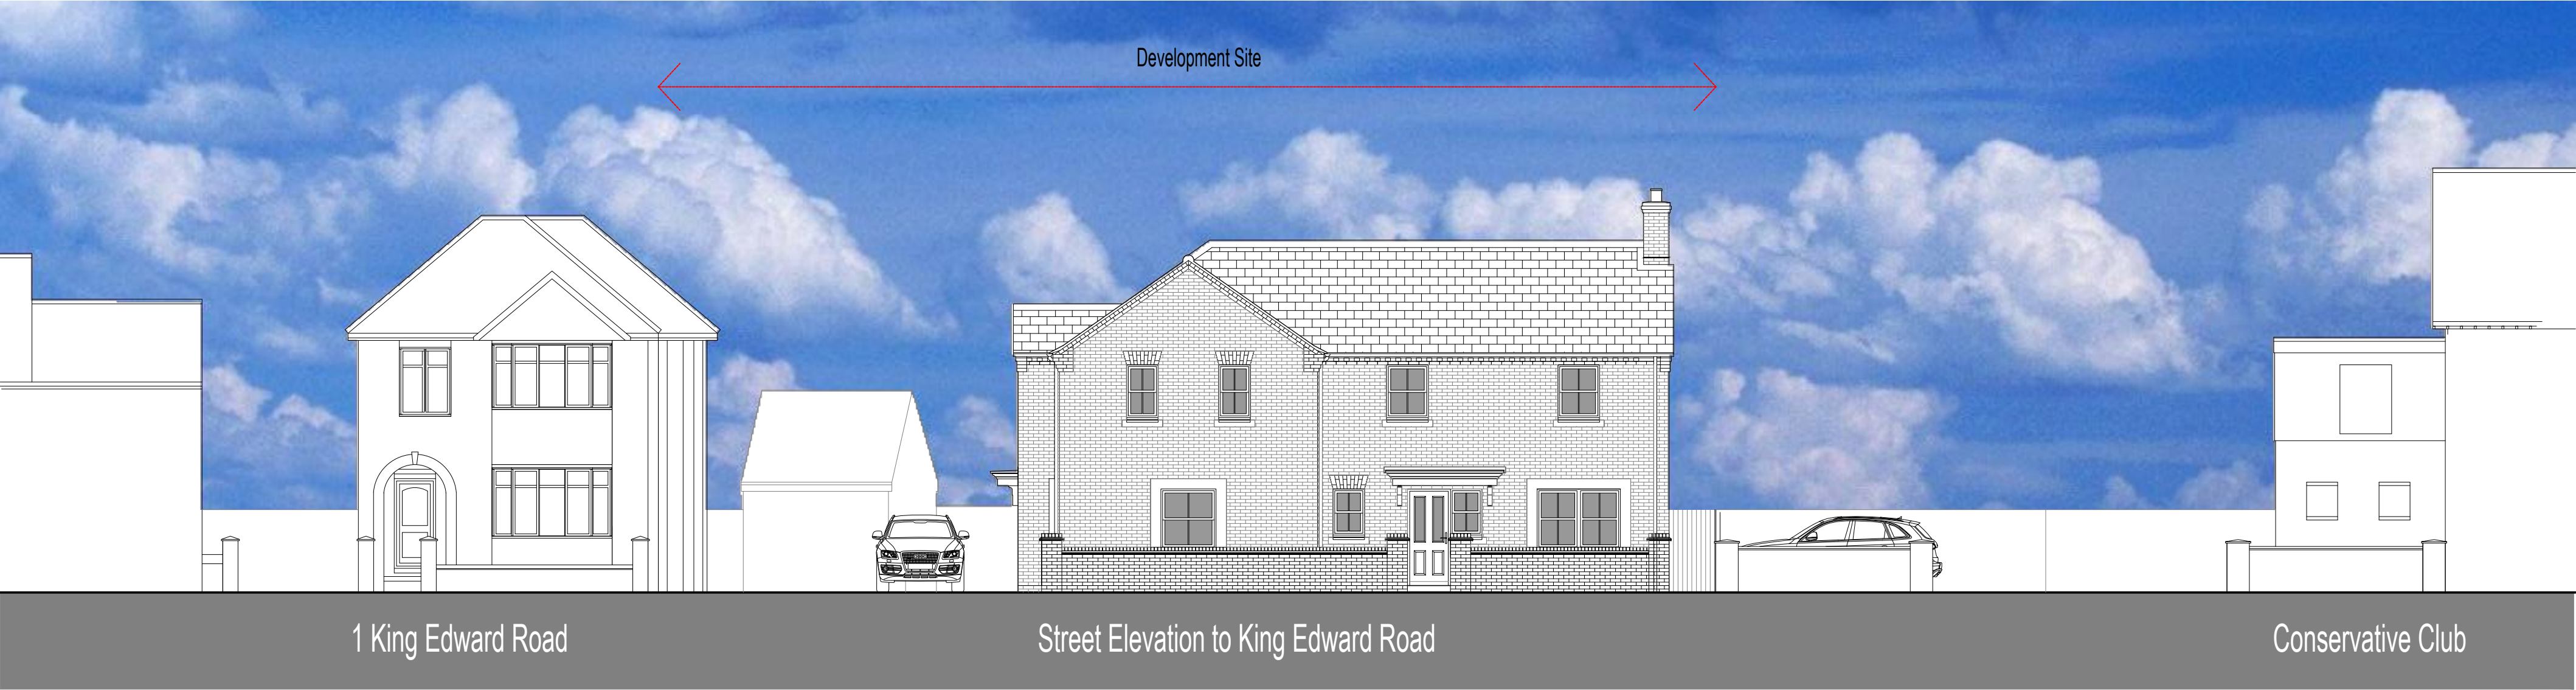 Development Site
1 King Edward Road
Street Elevation to King Edward Road
Conservative Club